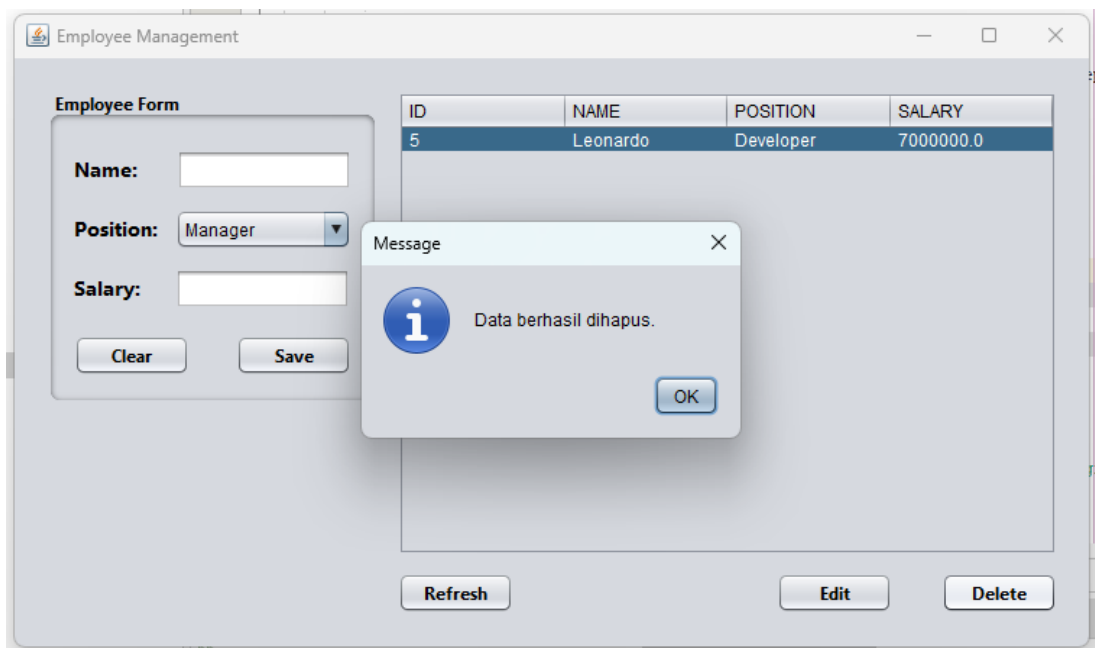 Employee Management
Employee Form
Name:
Position: Manager
Salary:
Clear Save
ID NAME POSITION SALARY
5 Leonardo Developer 7000000.0
Message
Data berhasil dihapus.
OK
Refresh Edit Delete